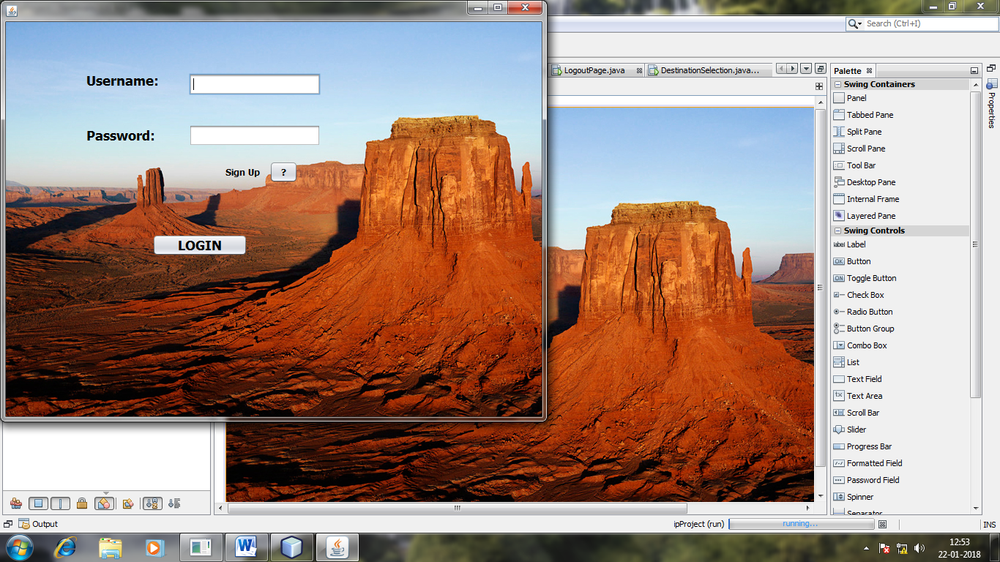 Username:
Password:
Sign Up ?
LOGIN
Search (Ctrl+I)
LogoutPage.java
DestinationSelection.java...
Palette
Swing Containers
Panel
Tabbed Pane
Split Pane
Scroll Pane
Tool Bar
Desktop Pane
Internal Frame
Layered Pane
Swing Controls
label Label
OK Button
ON Toggle Button
Check Box
Radio Button
Button Group
Combo Box
List
Text Field
tx Text Area
Scroll Bar
Slider
Progress Bar
Formatted Field
Password Field
Spinner
Separator
Properties
Output
ipProject (run)
running...
INS
12:53
22-01-2018